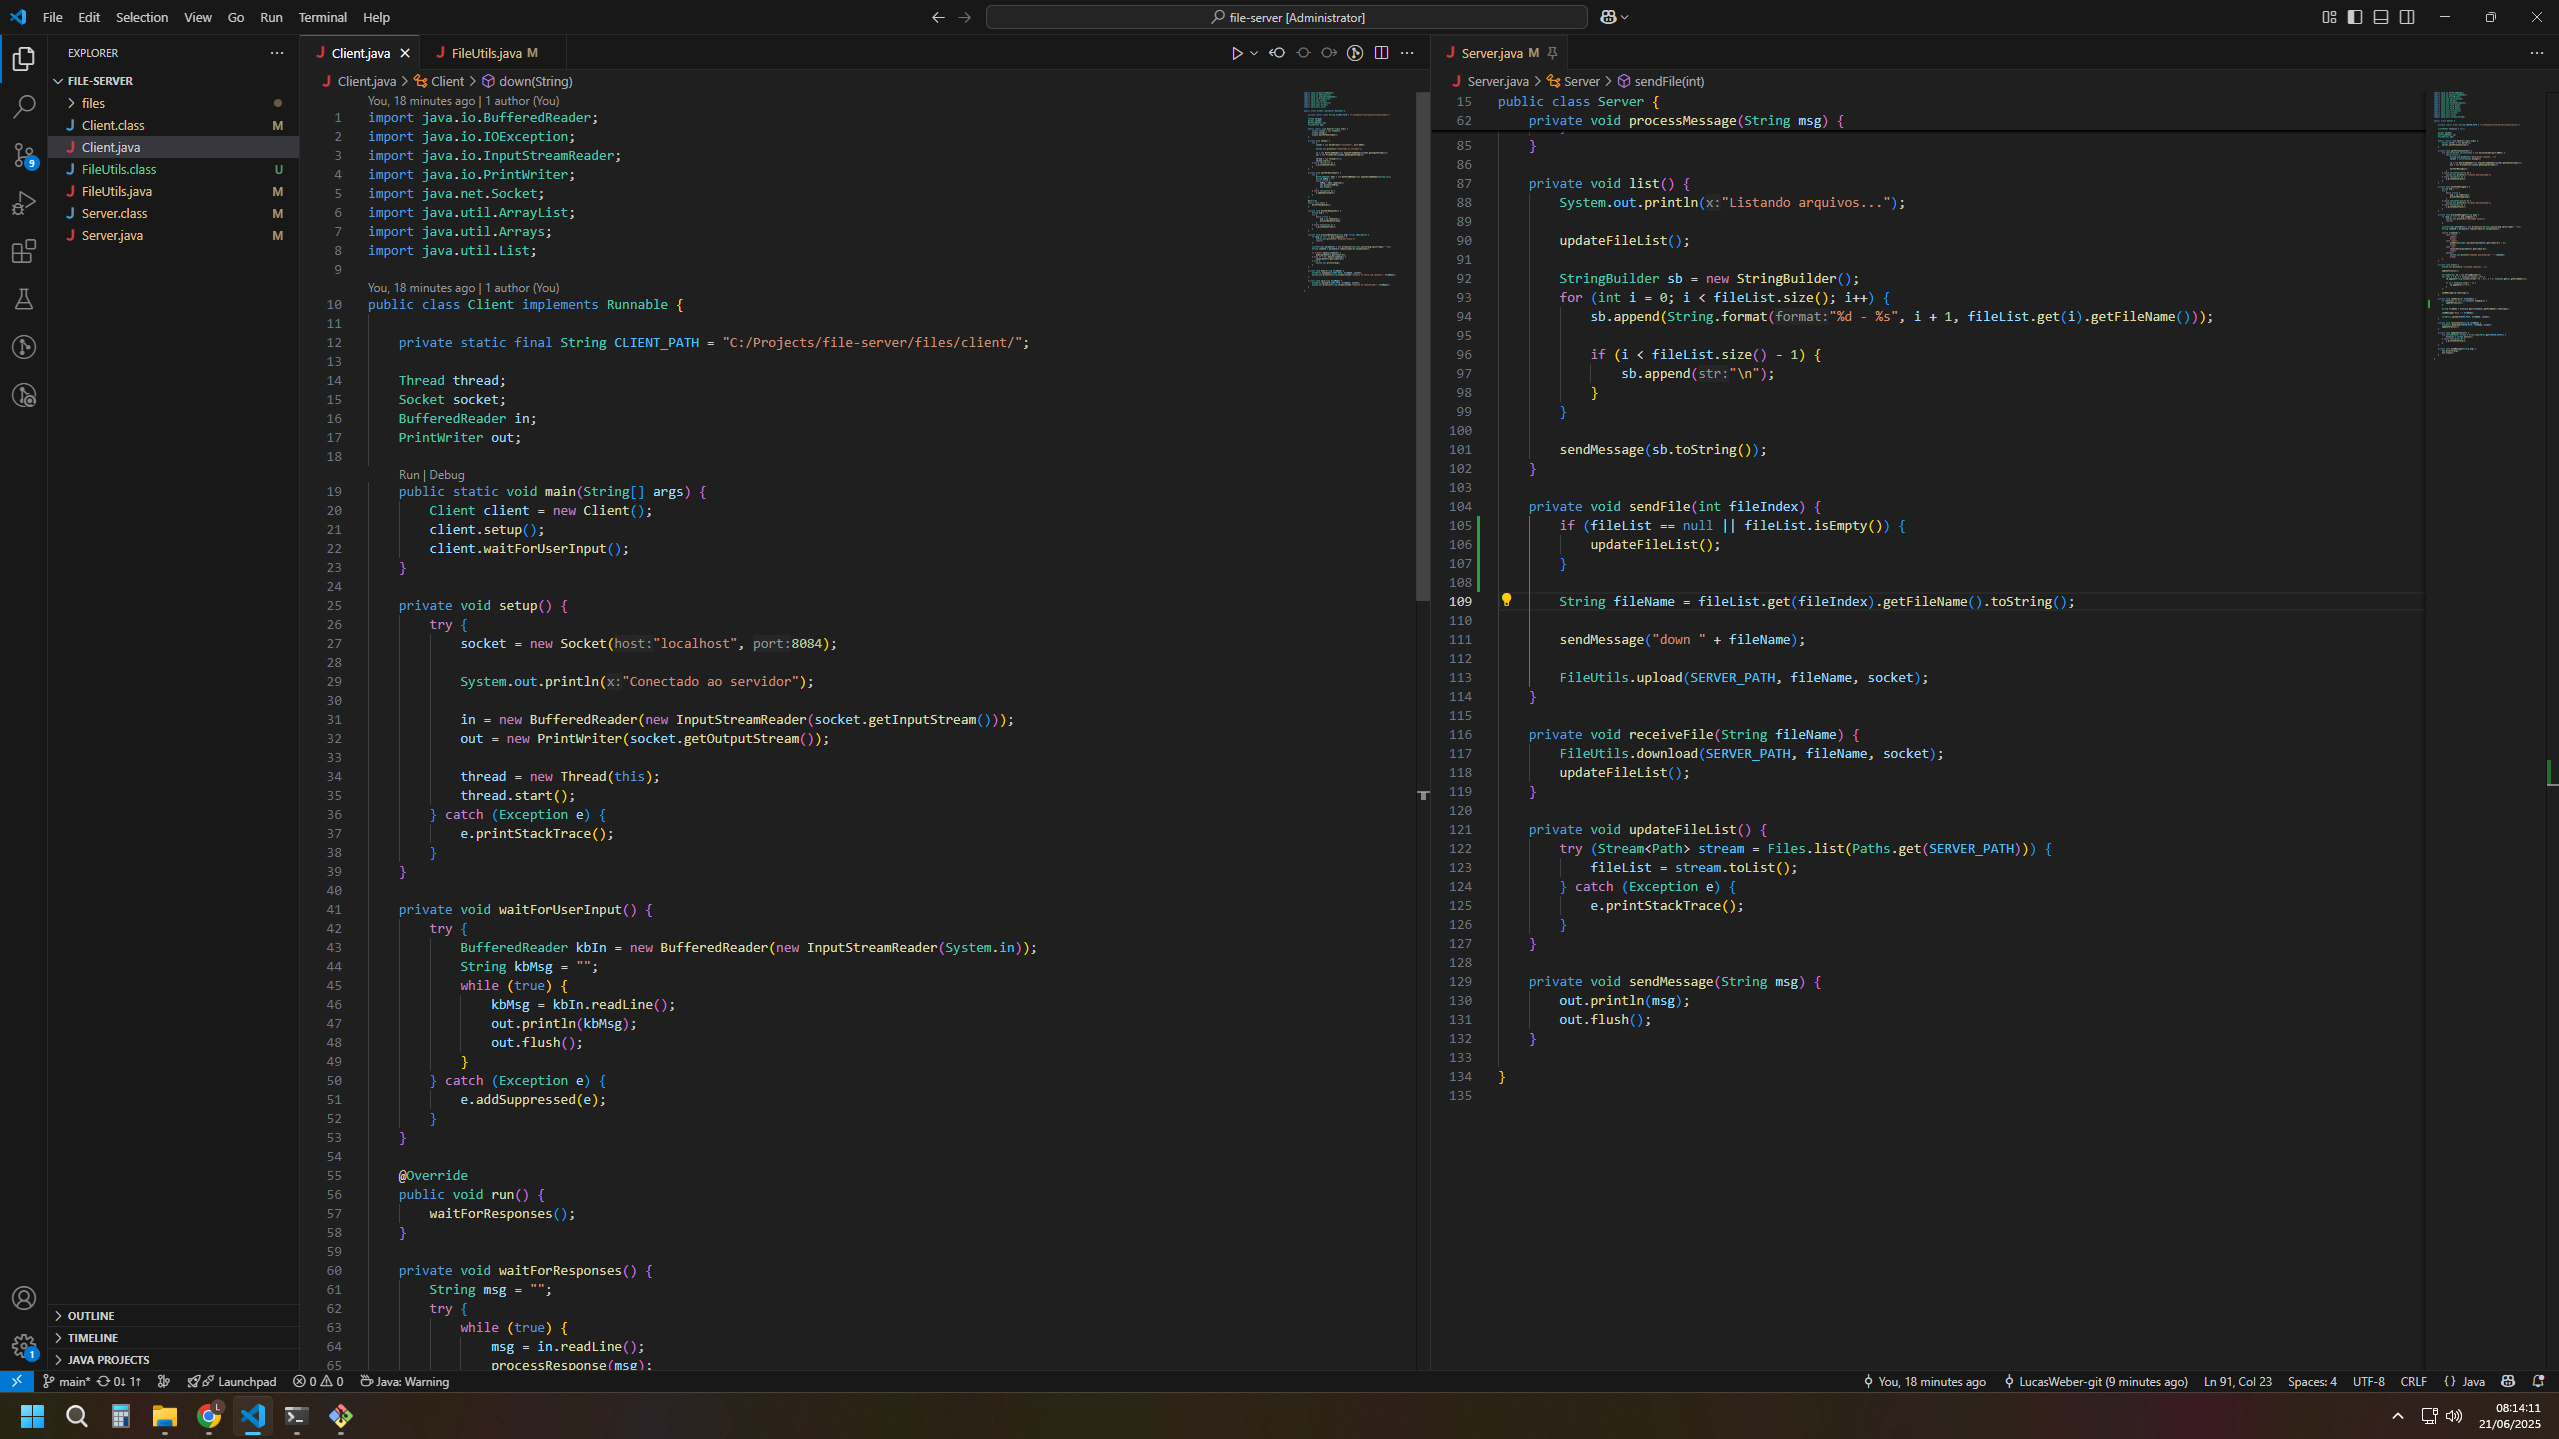 File Edit Selection View Go Run Terminal Help
file-server [Administrator]
EXPLORER
FILE-SERVER
files
Client.class M
Client.java
FileUtils.class U
FileUtils.java M
Server.class M
Server.java M
OUTLINE
TIMELINE
JAVA PROJECTS
9
1
Client.java
FileUtils.java M
Client.java > Client > down(String)
You, 18 minutes ago | 1 author (You)
1 import java.io.BufferedReader;
2 import java.io.IOException;
3 import java.io.InputStreamReader;
4 import java.io.PrintWriter;
5 import java.net.Socket;
6 import java.util.ArrayList;
7 import java.util.Arrays;
8 import java.util.List;
9
You, 18 minutes ago | 1 author (You)
10 public class Client implements Runnable {
11
12 private static final String CLIENT_PATH = "C:/Projects/file-server/files/client/";
13
14 Thread thread;
15 Socket socket;
16 BufferedReader in;
17 PrintWriter out;
18
Run | Debug
19 public static void main(String[] args) {
20 Client client = new Client();
21 client.setup();
22 client.waitForUserInput();
23 }
24
25 private void setup() {
26 try {
27 socket = new Socket(host:"localhost", port:8084);
28
29 System.out.println(x:"Conectado ao servidor");
30
31 in = new BufferedReader(new InputStreamReader(socket.getInputStream()));
32 out = new PrintWriter(socket.getOutputStream());
33
34 thread = new Thread(this);
35 thread.start();
36 } catch (Exception e) {
37 e.printStackTrace();
38 }
39 }
40
41 private void waitForUserInput() {
42 try {
43 BufferedReader kbIn = new BufferedReader(new InputStreamReader(System.in));
44 String kbMsg = "";
45 while (true) {
46 kbMsg = kbIn.readLine();
47 out.println(kbMsg);
48 out.flush();
49 }
50 } catch (Exception e) {
51 e.addSuppressed(e);
52 }
53 }
54
55 @Override
56 public void run() {
57 waitForResponses();
58 }
59
60 private void waitForResponses() {
61 String msg = "";
62 try {
63 while (true) {
64 msg = in.readLine();
65 processResponse(msg);
Server.java M
Server.java > Server > sendFile(int)
15 public class Server {
62 private void processMessage(String msg) {
85 }
86
87 private void list() {
88 System.out.println(x:"Listando arquivos...");
89
90 updateFileList();
91
92 StringBuilder sb = new StringBuilder();
93 for (int i = 0; i < fileList.size(); i++) {
94 sb.append(String.format(format:"%d - %s", i + 1, fileList.get(i).getFileName()));
95
96 if (i < fileList.size() - 1) {
97 sb.append(str:"\n");
98 }
99 }
100
101 sendMessage(sb.toString());
102 }
103
104 private void sendFile(int fileIndex) {
105 if (fileList == null || fileList.isEmpty()) {
106 updateFileList();
107 }
108
109 String fileName = fileList.get(fileIndex).getFileName().toString();
110
111 sendMessage("down " + fileName);
112
113 FileUtils.upload(SERVER_PATH, fileName, socket);
114 }
115
116 private void receiveFile(String fileName) {
117 FileUtils.download(SERVER_PATH, fileName, socket);
118 updateFileList();
119 }
120
121 private void updateFileList() {
122 try (Stream<Path> stream = Files.list(Paths.get(SERVER_PATH))) {
123 fileList = stream.toList();
124 } catch (Exception e) {
125 e.printStackTrace();
126 }
127 }
128
129 private void sendMessage(String msg) {
130 out.println(msg);
131 out.flush();
132 }
133
134 }
135
main* 0↓ 1↑ Launchpad 0 0 Java: Warning
You, 18 minutes ago LucasWeber-git (9 minutes ago) Ln 91, Col 23 Spaces: 4 UTF-8 CRLF {} Java
L
08:14:11
21/06/2025